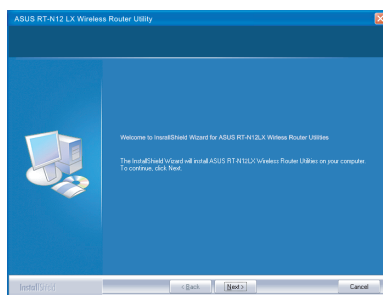 ASUS RT-N12 LX Wireless Router Utility
Welcome to InsrallShield Wizard for ASUS RT-N12LX Wirless Router Utilities
The InstallShield Wizard will install ASUS RT-N12LX Wireless Router Utilities on your computer.
To continue, click Next.
InstallShield
< Back
Next >
Cancel